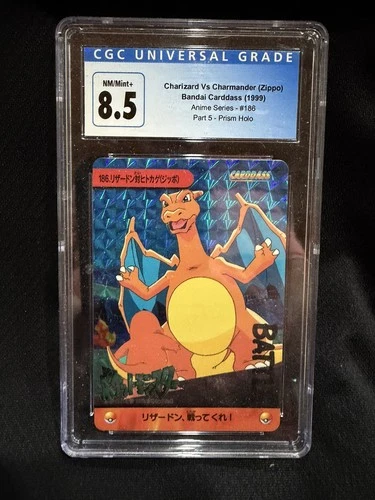 CGC UNIVERSAL GRADE
NM/Mint+
8.5
Charizard Vs Charmander (Zippo)
Bandai Carddass (1999)
Anime Series - #186
Part 5 - Prism Holo
186.リザードン対ヒトカゲ(ジッポ)
CARDDASS
リザードン、戦ってくれ!